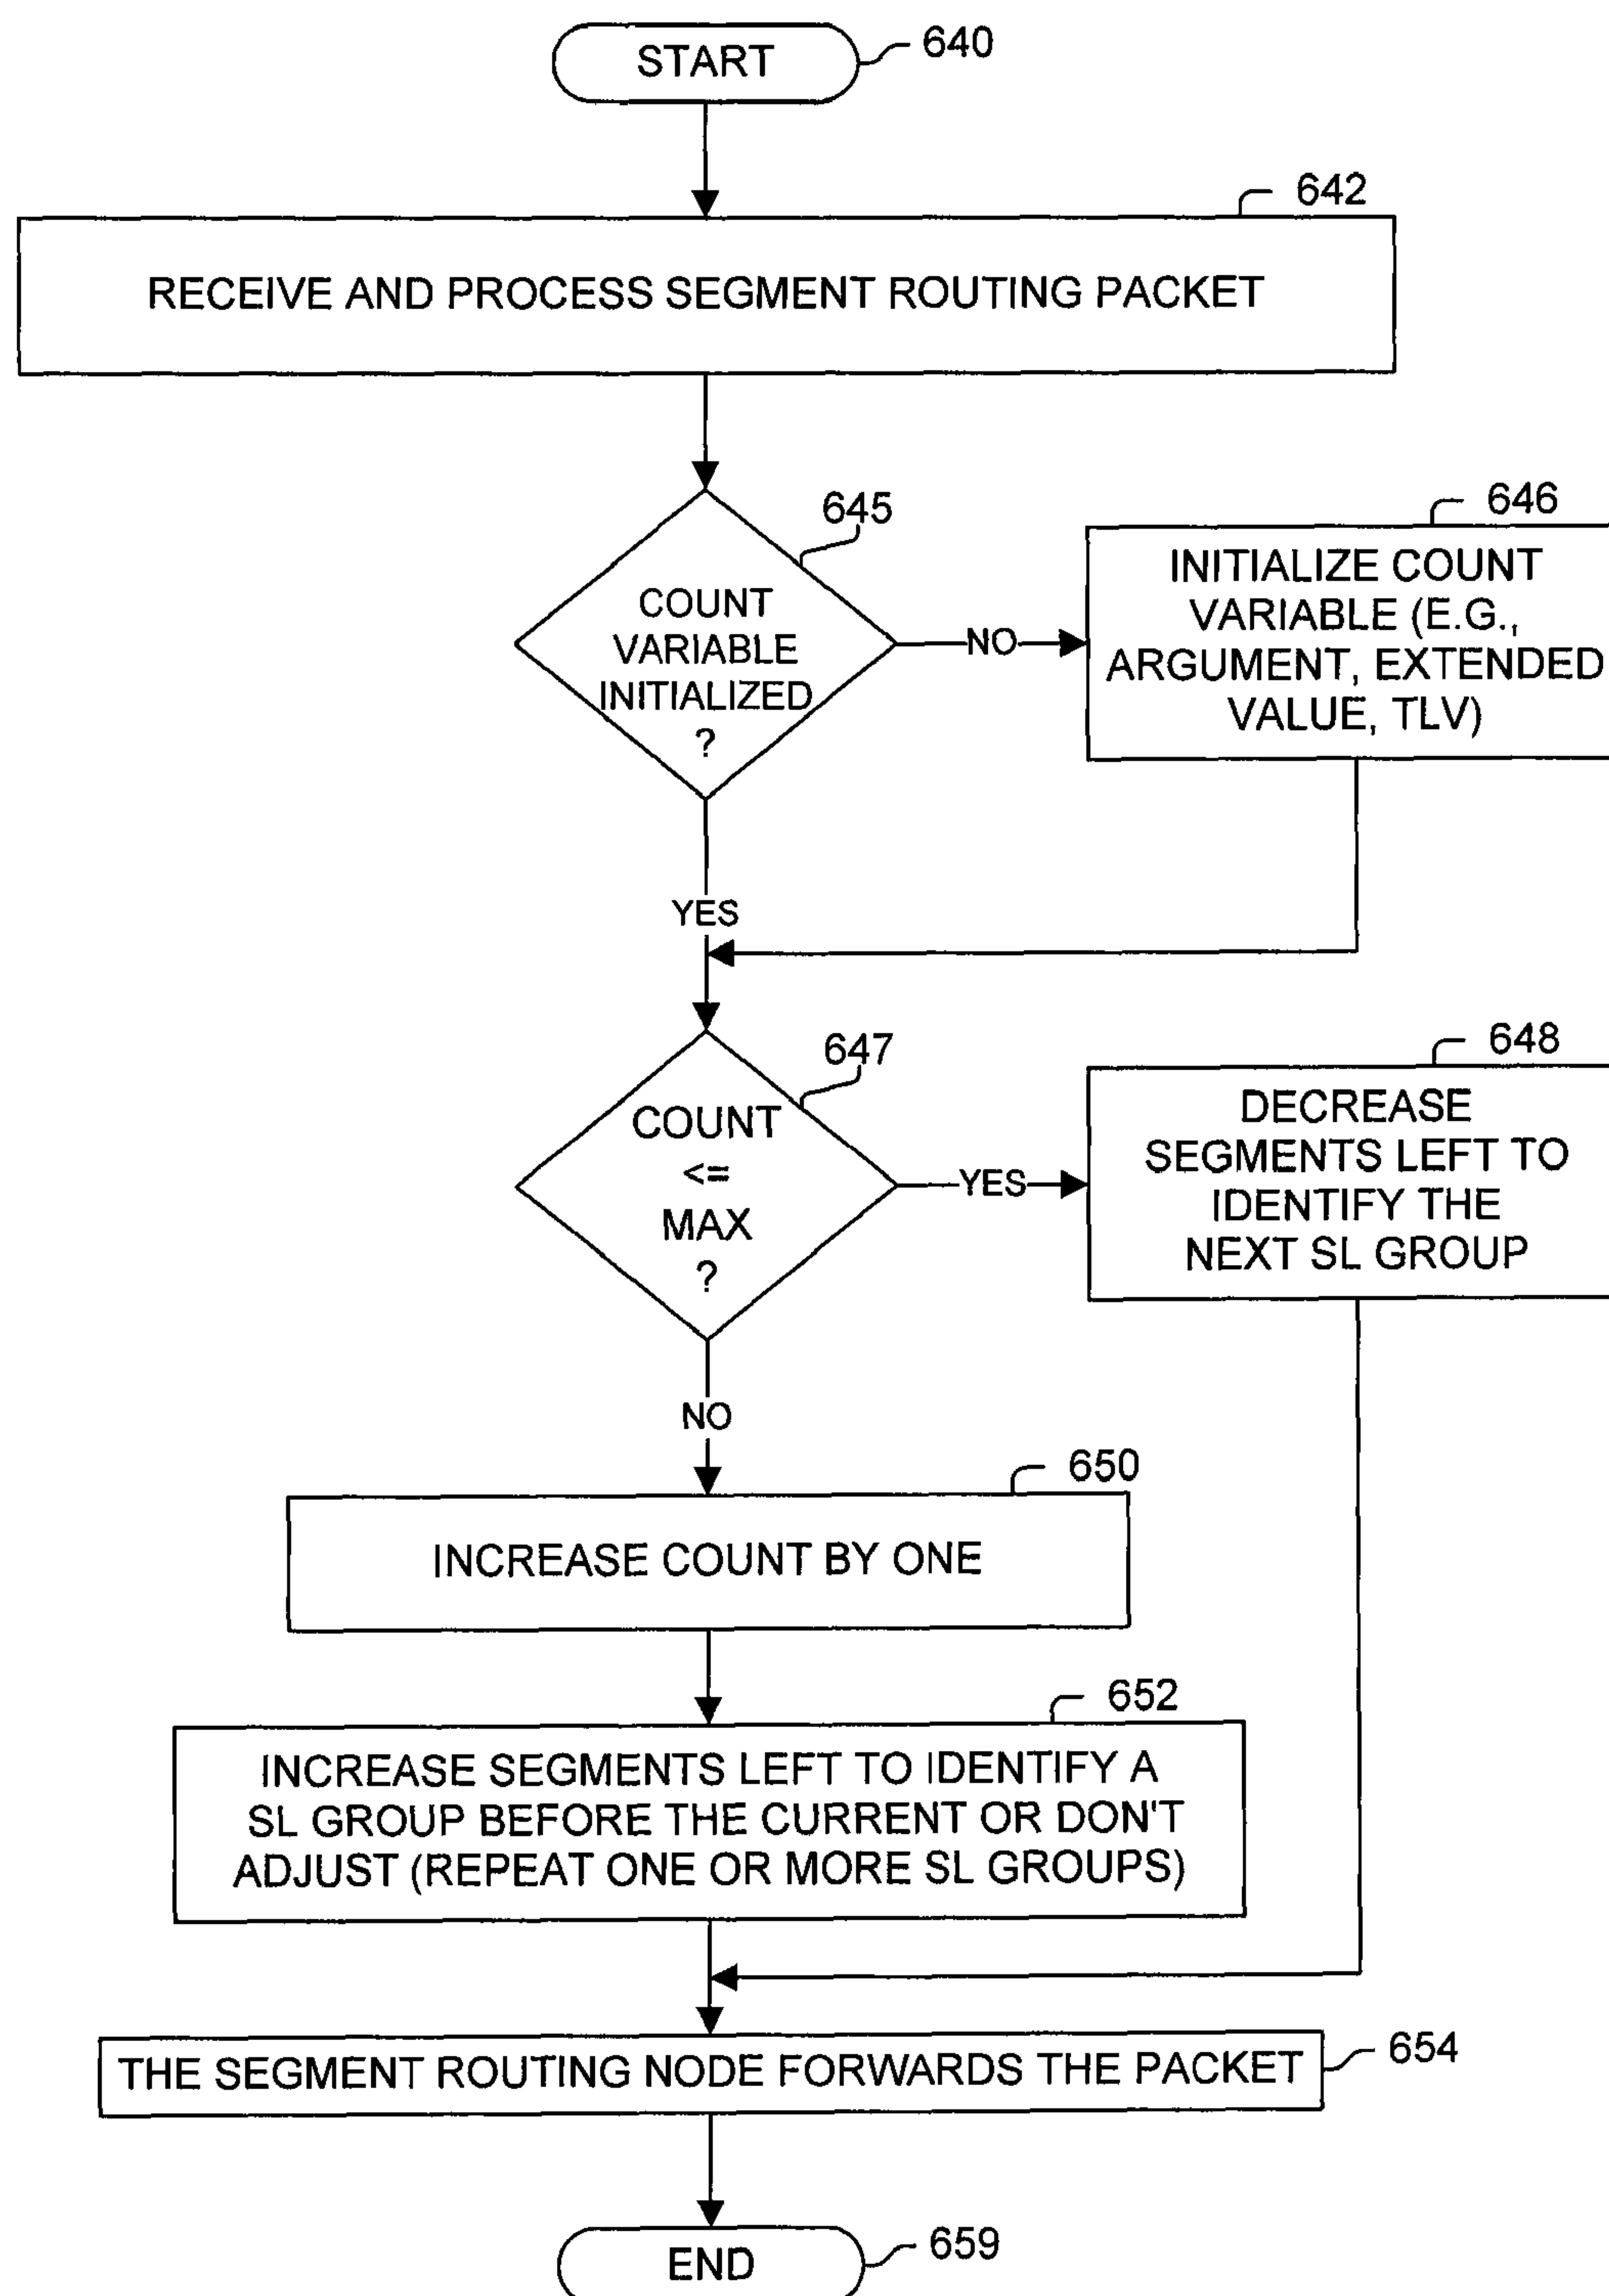 START
640
642
RECEIVE AND PROCESS SEGMENT ROUTING PACKET
645
COUNT
VARIABLE
INITIALIZED
?
NO
646
INITIALIZE COUNT
VARIABLE (E.G.,
ARGUMENT, EXTENDED
VALUE, TLV)
YES
647
COUNT
<=
MAX
?
YES
648
DECREASE
SEGMENTS LEFT TO
IDENTIFY THE
NEXT SL GROUP
NO
650
INCREASE COUNT BY ONE
652
INCREASE SEGMENTS LEFT TO IDENTIFY A
SL GROUP BEFORE THE CURRENT OR DON'T
ADJUST (REPEAT ONE OR MORE SL GROUPS)
THE SEGMENT ROUTING NODE FORWARDS THE PACKET
654
END
659